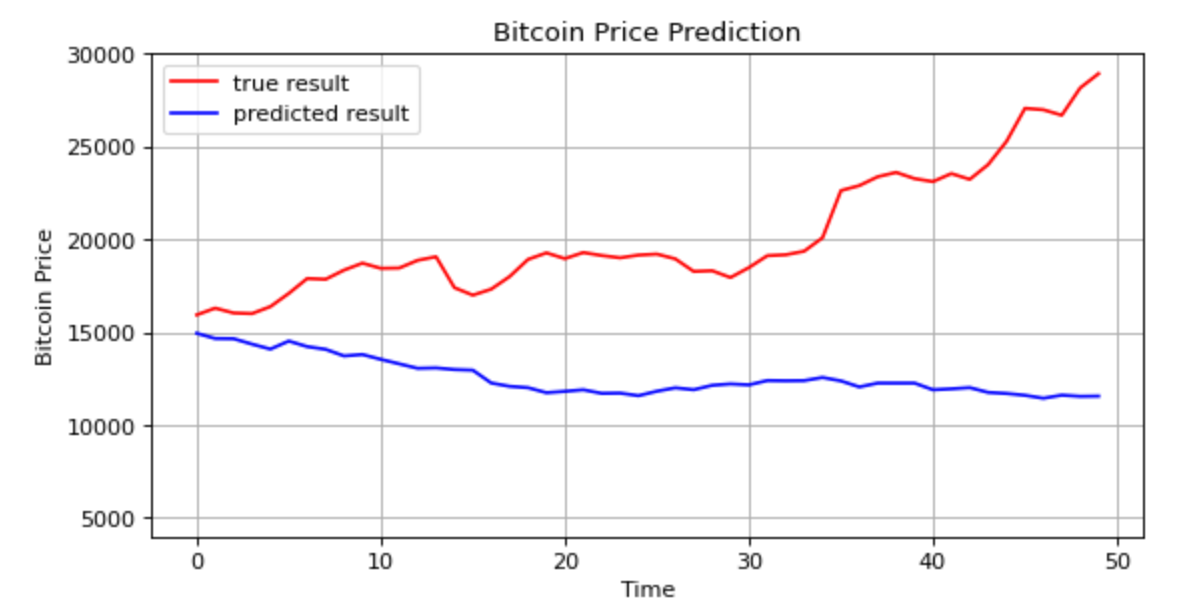 Bitcoin Price Prediction
30000
25000
20000
15000
10000
5000
Bitcoin Price
true result
predicted result
0 10 20 30 40 50
Time